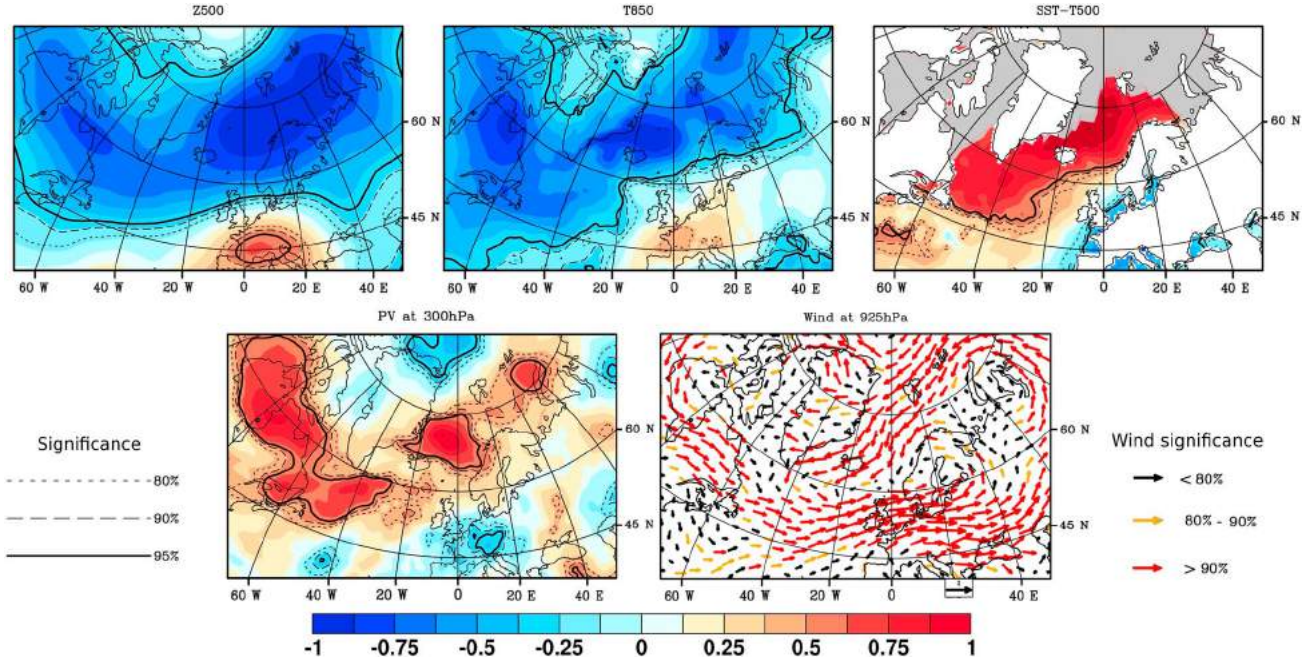 Z500
T850
SST-T500
60 N
45 N
60 W 40 W 20 W 0 20 E 40 E
60 N
45 N
60 W 40 W 20 W 0 20 E 40 E
60 N
45 N
60 W 40 W 20 W 0 20 E 40 E
PV at 300hPa
Wind at 925hPa
Significance
80%
90%
95%
60 N
45 N
60 W 40 W 20 W 0 20 E 40 E
60 N
45 N
60 W 40 W 20 W 0 40 E
Wind significance
< 80%
80% - 90%
> 90%
-1 -0.75 -0.5 -0.25 0 0.25 0.5 0.75 1